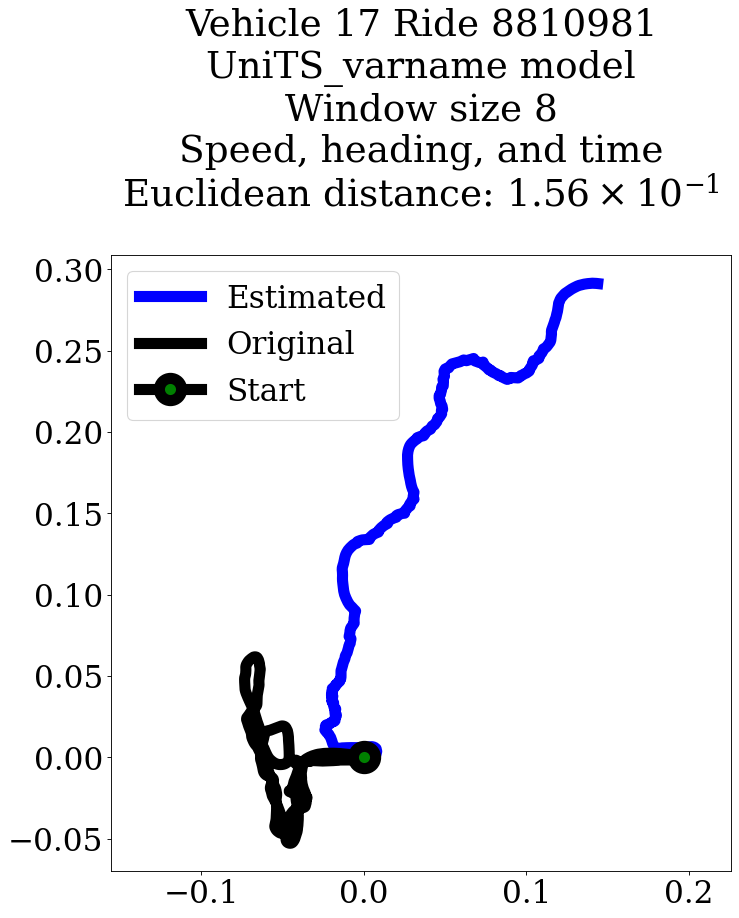 Vehicle 17 Ride 8810981
UniTS_varname model
Window size 8
Speed, heading, and time
Euclidean distance: 1.56 × 10⁻¹
0.30
0.25
0.20
0.15
0.10
0.05
0.00
−0.05
Estimated
Original
Start
−0.1
0.0
0.1
0.2